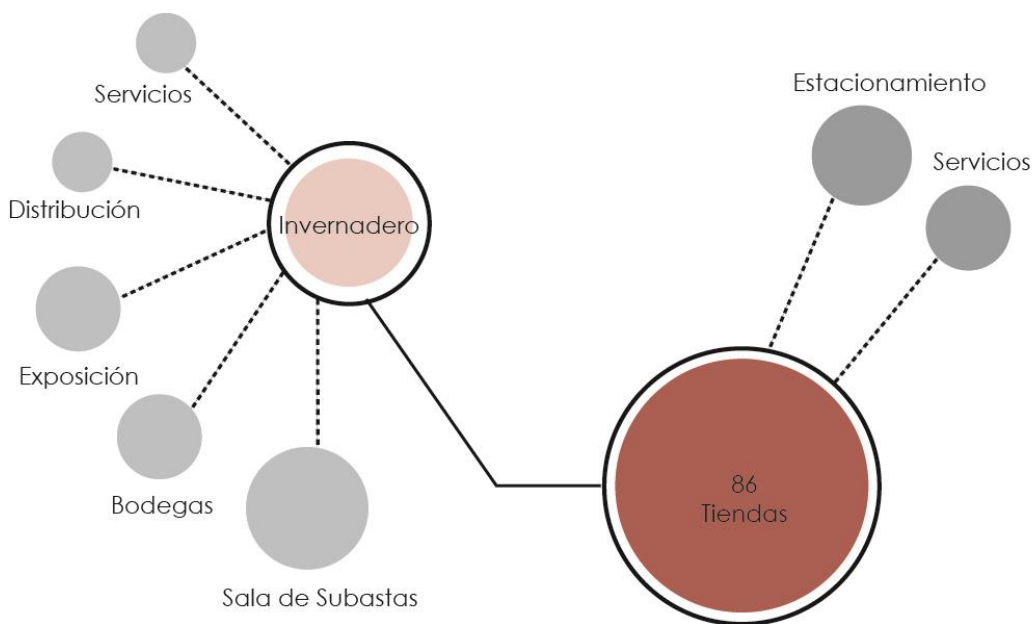 Servicios
Distribución
Exposición
Bodegas
Sala de Subastas
Invernadero
Estacionamiento
Servicios
86
Tiendas